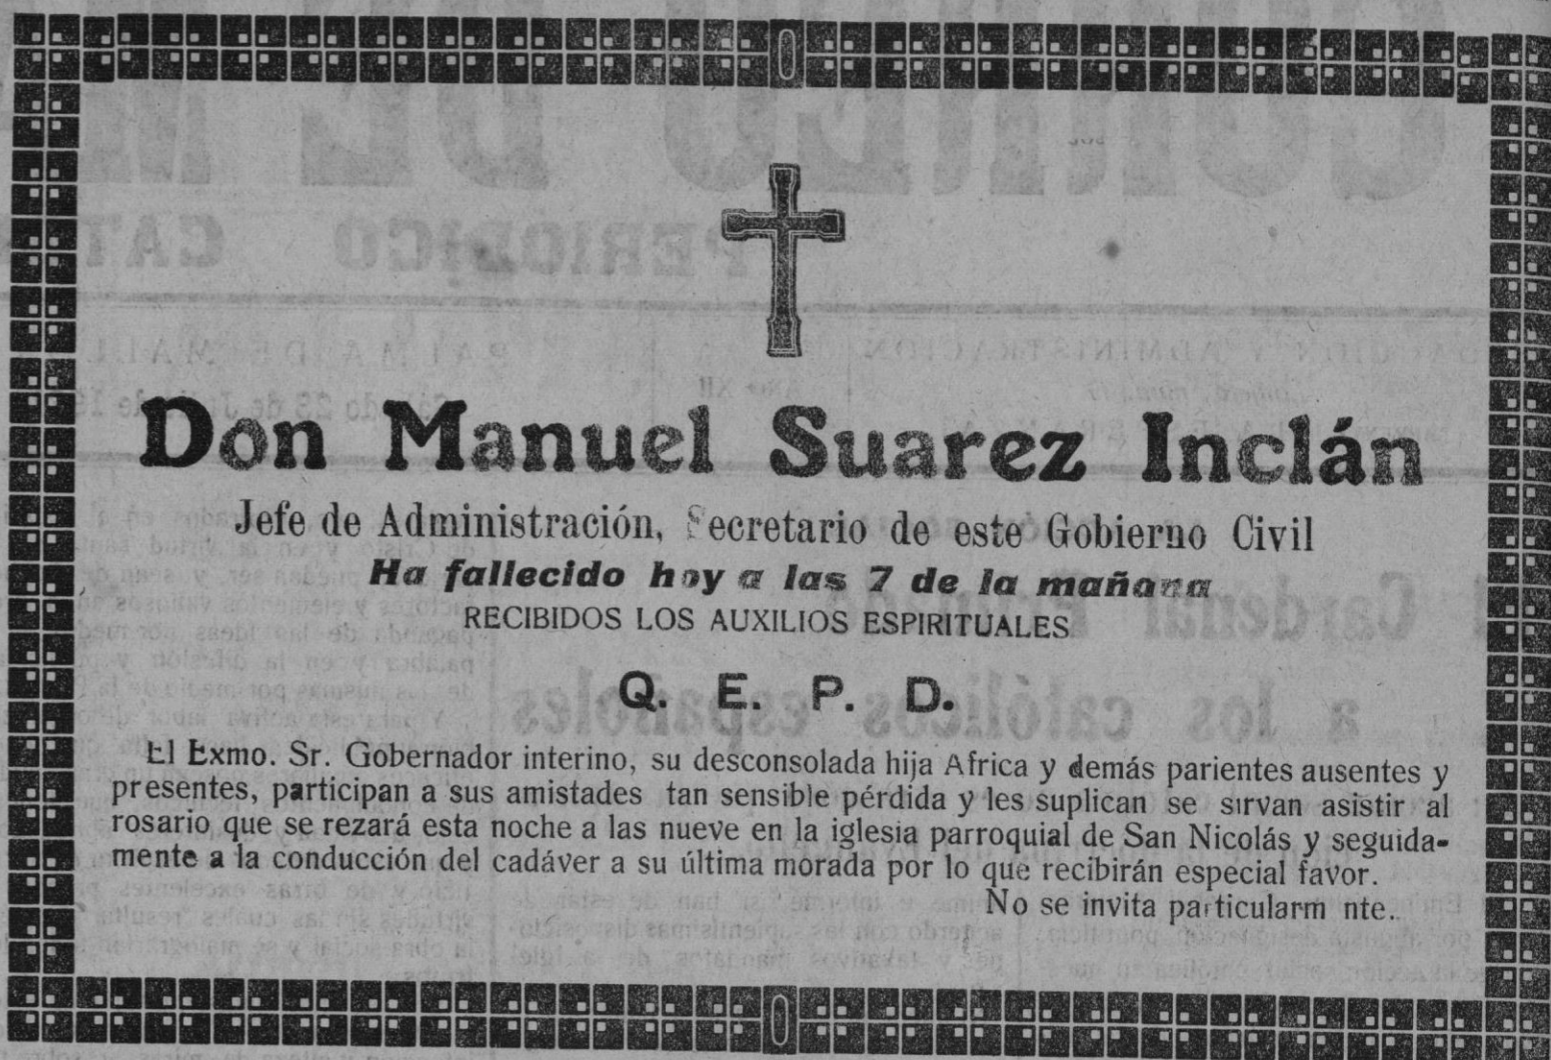 Don Manuel Suarez Inclán
Jefe de Administración, Secretario de este Gobierno Civil
Ha fallecido hoy a las 7 de la mañana
RECIBIDOS LOS AUXILIOS ESPIRITUALES
Q. E. P. D.
El Exmo. Sr. Gobernador interino, su desconsolada hija Africa y demás parientes ausentes y
presentes, participan a sus amistades tan sensible pérdida y les suplican se sirvan asistir al
rosario que se rezará esta noche a las nueve en la iglesia parroquial de San Nicolás y seguida-
mente a la conducción del cadáver a su última morada por lo que recibirán especial favor.
No se invita particularm nte.